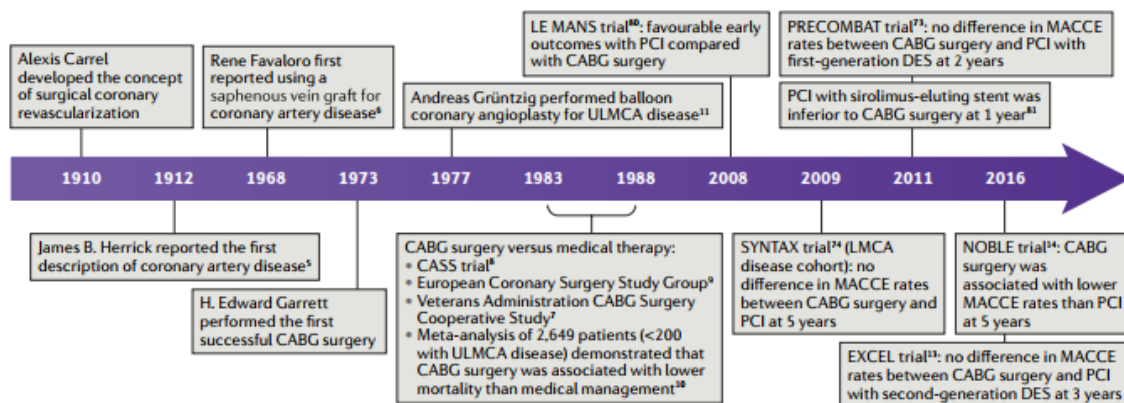 Alexis Carrel
developed the concept
of surgical coronary
revascularization
Rene Favaloro first
reported using a
saphenous vein graft for
coronary artery disease⁶
Andreas Grüntzig performed balloon
coronary angioplasty for ULMCA disease¹¹
LE MANS trial⁸⁰: favourable early
outcomes with PCI compared
with CABG surgery
PRECOMBAT trial⁷³: no difference in MACCE
rates between CABG surgery and PCI with
first-generation DES at 2 years
PCI with sirolimus-eluting stent was
inferior to CABG surgery at 1 year⁸¹
1910 1912 1968 1973 1977 1983 1988 2008 2009 2011 2016
James B. Herrick reported the first
description of coronary artery disease⁵
H. Edward Garrett
performed the first
successful CABG surgery
CABG surgery versus medical therapy:
• CASS trial⁸
• European Coronary Surgery Study Group⁹
• Veterans Administration CABG Surgery
Cooperative Study⁷
• Meta-analysis of 2,649 patients (<200
with ULMCA disease) demonstrated that
CABG surgery was associated with lower
mortality than medical management¹⁰
SYNTAX trial⁷⁴ (LMCA
disease cohort): no
difference in MACCE rates
between CABG surgery and
PCI at 5 years
NOBLE trial¹⁴: CABG
surgery was
associated with lower
MACCE rates than PCI
at 5 years
EXCEL trial¹³: no difference in MACCE
rates between CABG surgery and PCI
with second-generation DES at 3 years